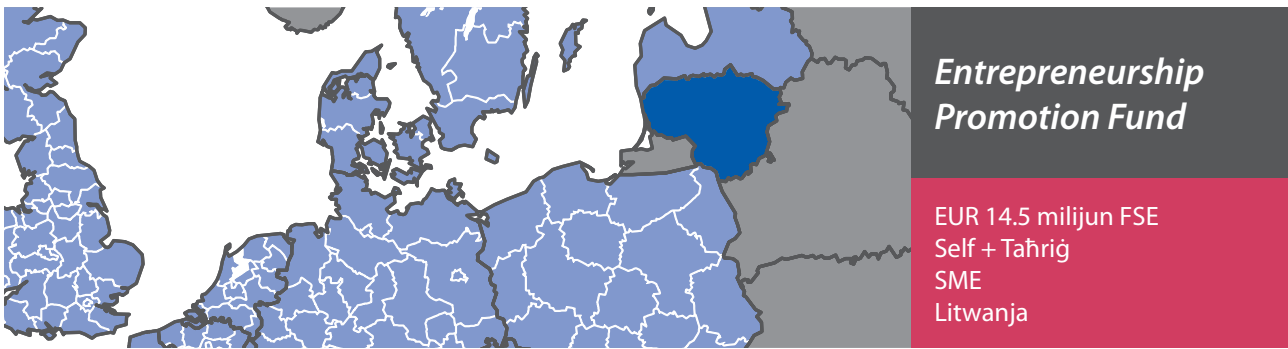 Entrepreneurship
Promotion Fund
EUR 14.5 milijun FSE
Self + Taħriġ
SME
Litwanja